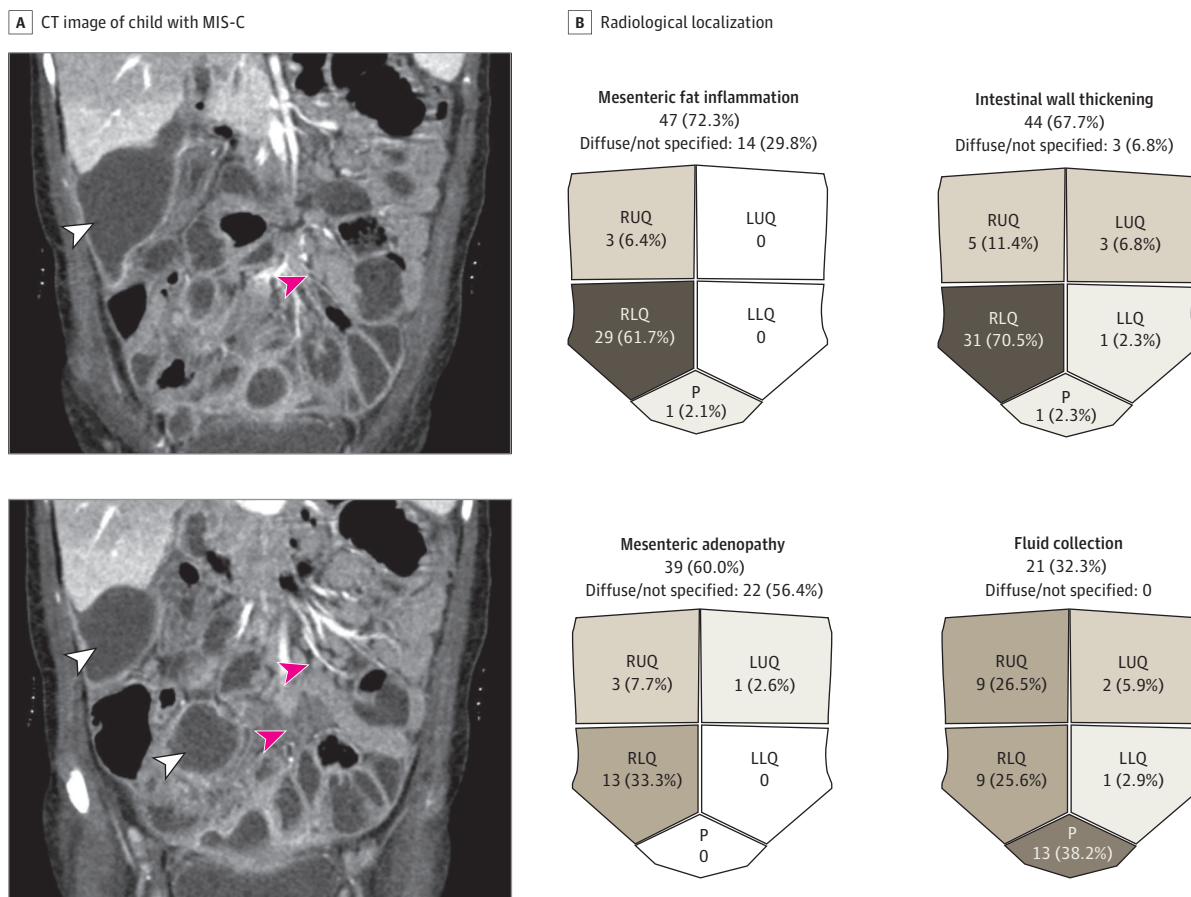 A CT image of child with MIS-C
B Radiological localization
Mesenteric fat inflammation
47 (72.3%)
Diffuse/not specified: 14 (29.8%)
RUQ
3 (6.4%)
LUQ
0
RLQ
29 (61.7%)
LLQ
0
P
1 (2.1%)
Intestinal wall thickening
44 (67.7%)
Diffuse/not specified: 3 (6.8%)
RUQ
5 (11.4%)
LUQ
3 (6.8%)
RLQ
31 (70.5%)
LLQ
1 (2.3%)
P
1 (2.3%)
Mesenteric adenopathy
39 (60.0%)
Diffuse/not specified: 22 (56.4%)
RUQ
3 (7.7%)
LUQ
1 (2.6%)
RLQ
13 (33.3%)
LLQ
0
P
0
Fluid collection
21 (32.3%)
Diffuse/not specified: 0
RUQ
9 (26.5%)
LUQ
2 (5.9%)
RLQ
9 (25.6%)
LLQ
1 (2.9%)
P
13 (38.2%)